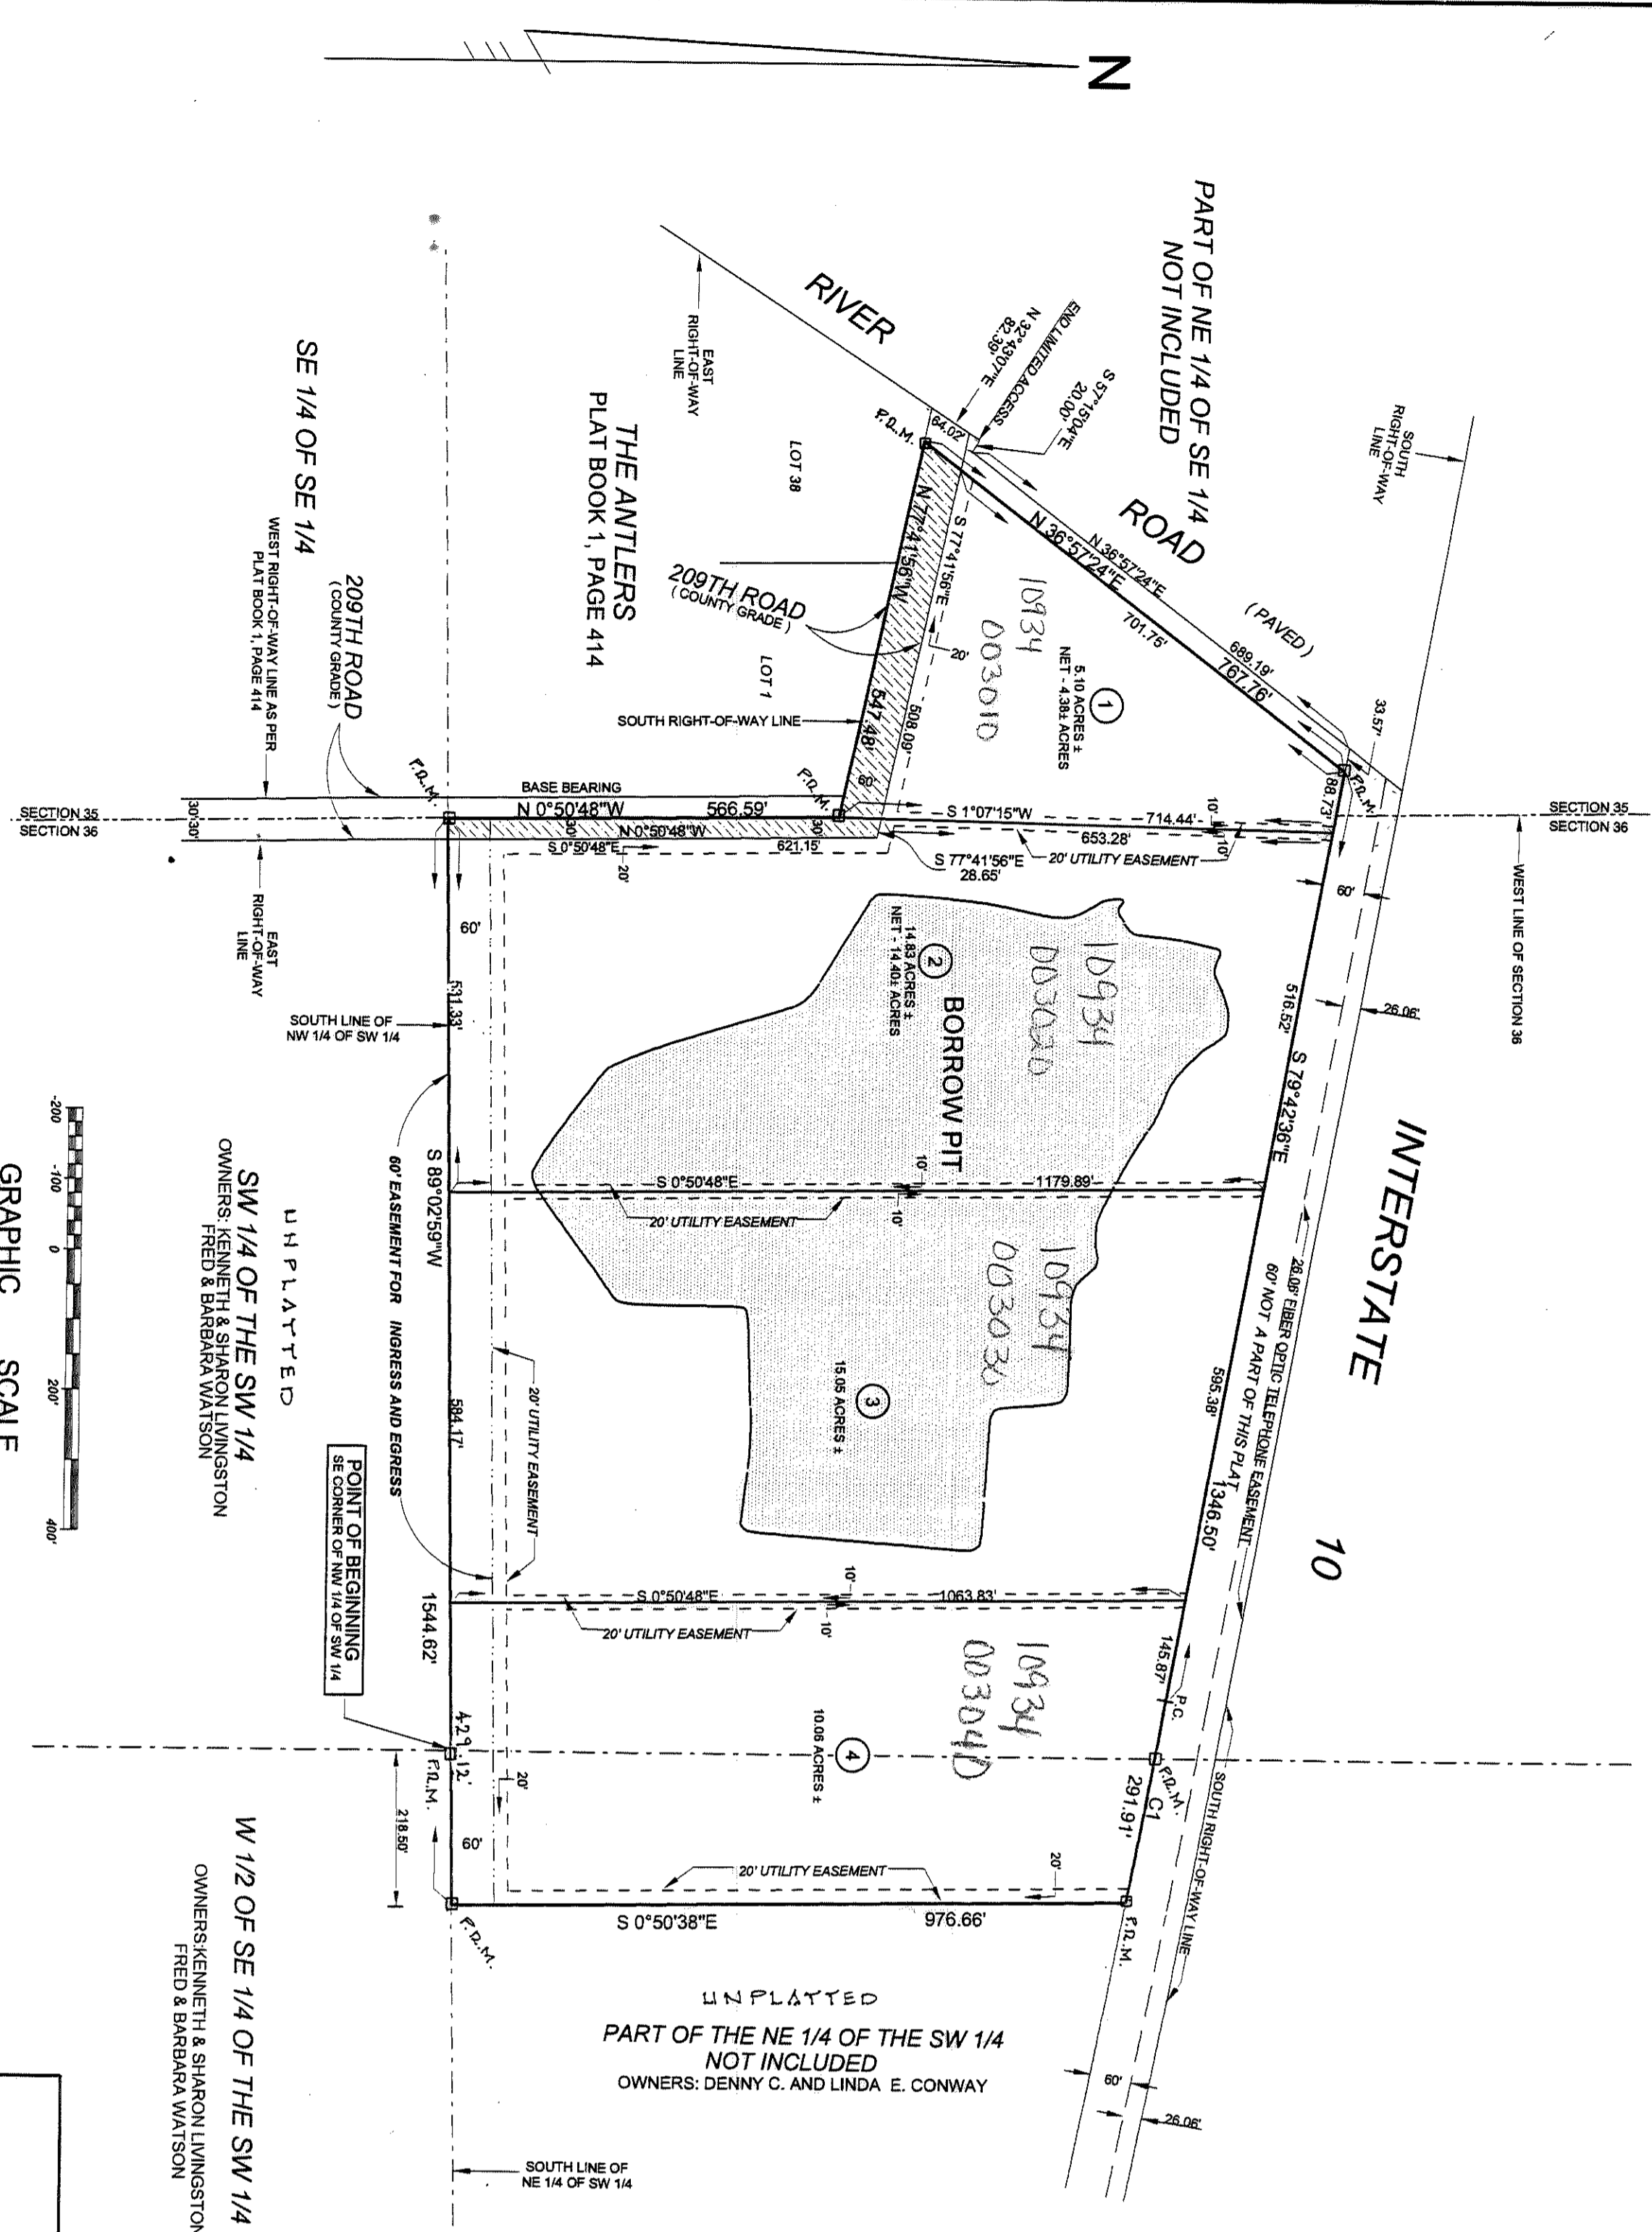 N
PART OF NE 1/4 OF SE 1/4
NOT INCLUDED
SOUTH
RIGHT-OF-WAY
LINE
RIVER
ROAD
(PAVED)
END LIMITED ACCESS
N 32°43'07"E
82.39'
S 57°15'04"E
20.00'
64.02'
P.R.M.
EAST
RIGHT-OF-WAY
LINE
N 36°57'24"E
689.19'
N 36°57'24"E
767.76'
701.75'
33.57'
88.73'
P.R.M.
THE ANTLERS
PLAT BOOK 1, PAGE 414
LOT 38
LOT 1
209TH ROAD
( COUNTY GRADE )
N 77°41'56"W
547.48'
S 77°41'56"E
508.09'
20'
60'
SOUTH RIGHT-OF-WAY LINE
1
5.10 ACRES ±
NET - 4.38± ACRES
10934
003010
SE 1/4 OF SE 1/4
209TH ROAD
( COUNTY GRADE )
WEST RIGHT-OF-WAY LINE AS PER
PLAT BOOK 1, PAGE 414
P.R.M.
P.R.M.
BASE BEARING
N 0°50'48"W 566.59'
N 0°50'48"W
S 0°50'48"E 621.15'
30'
30'
30'
30'
20'
SECTION 35
SECTION 36
SECTION 35
SECTION 36
S 1°07'15"W 714.44'
653.28'
10'
10'
20' UTILITY EASEMENT
S 77°41'56"E
28.65'
WEST LINE OF SECTION 36
EAST
RIGHT-OF-WAY
LINE
60'
26.06'
60'
531.33'
SOUTH LINE OF
NW 1/4 OF SW 1/4
2
14.83 ACRES ±
NET - 14.40± ACRES
BORROW PIT
10934
003020
516.52'
S 79°42'36"E
INTERSTATE
10
S 0°50'48"E 1179.89'
20' UTILITY EASEMENT
10'
10'
26.06' FIBER OPTIC TELEPHONE EASEMENT
60' NOT A PART OF THIS PLAT
595.38'
1346.50'
10934
003030
3
15.05 ACRES ±
60' EASEMENT FOR INGRESS AND EGRESS
S 89°02'59"W
584.17'
1544.62'
20' UTILITY EASEMENT
UNPLATTED
SW 1/4 OF THE SW 1/4
OWNERS: KENNETH & SHARON LIVINGSTON
FRED & BARBARA WATSON
-200 -100 0 200' 400'
GRAPHIC SCALE
POINT OF BEGINNING
SE CORNER OF NW 1/4 OF SW 1/4
S 0°50'48"E 1063.83'
20' UTILITY EASEMENT
10'
10'
10934
003040
4
10.06 ACRES ±
145.87'
P.C.
P.R.M.
C1
291.91'
SOUTH RIGHT-OF-WAY LINE
429.12'
P.R.M.
218.50'
20'
60'
20' UTILITY EASEMENT
20'
S 0°50'38"E 976.66'
P.R.M.
P.R.M.
W 1/2 OF SE 1/4 OF THE SW 1/4
OWNERS:KENNETH & SHARON LIVINGSTON
FRED & BARBARA WATSON
UNPLATTED
PART OF THE NE 1/4 OF THE SW 1/4
NOT INCLUDED
OWNERS: DENNY C. AND LINDA E. CONWAY
60'
26.06'
SOUTH LINE OF
NE 1/4 OF SW 1/4